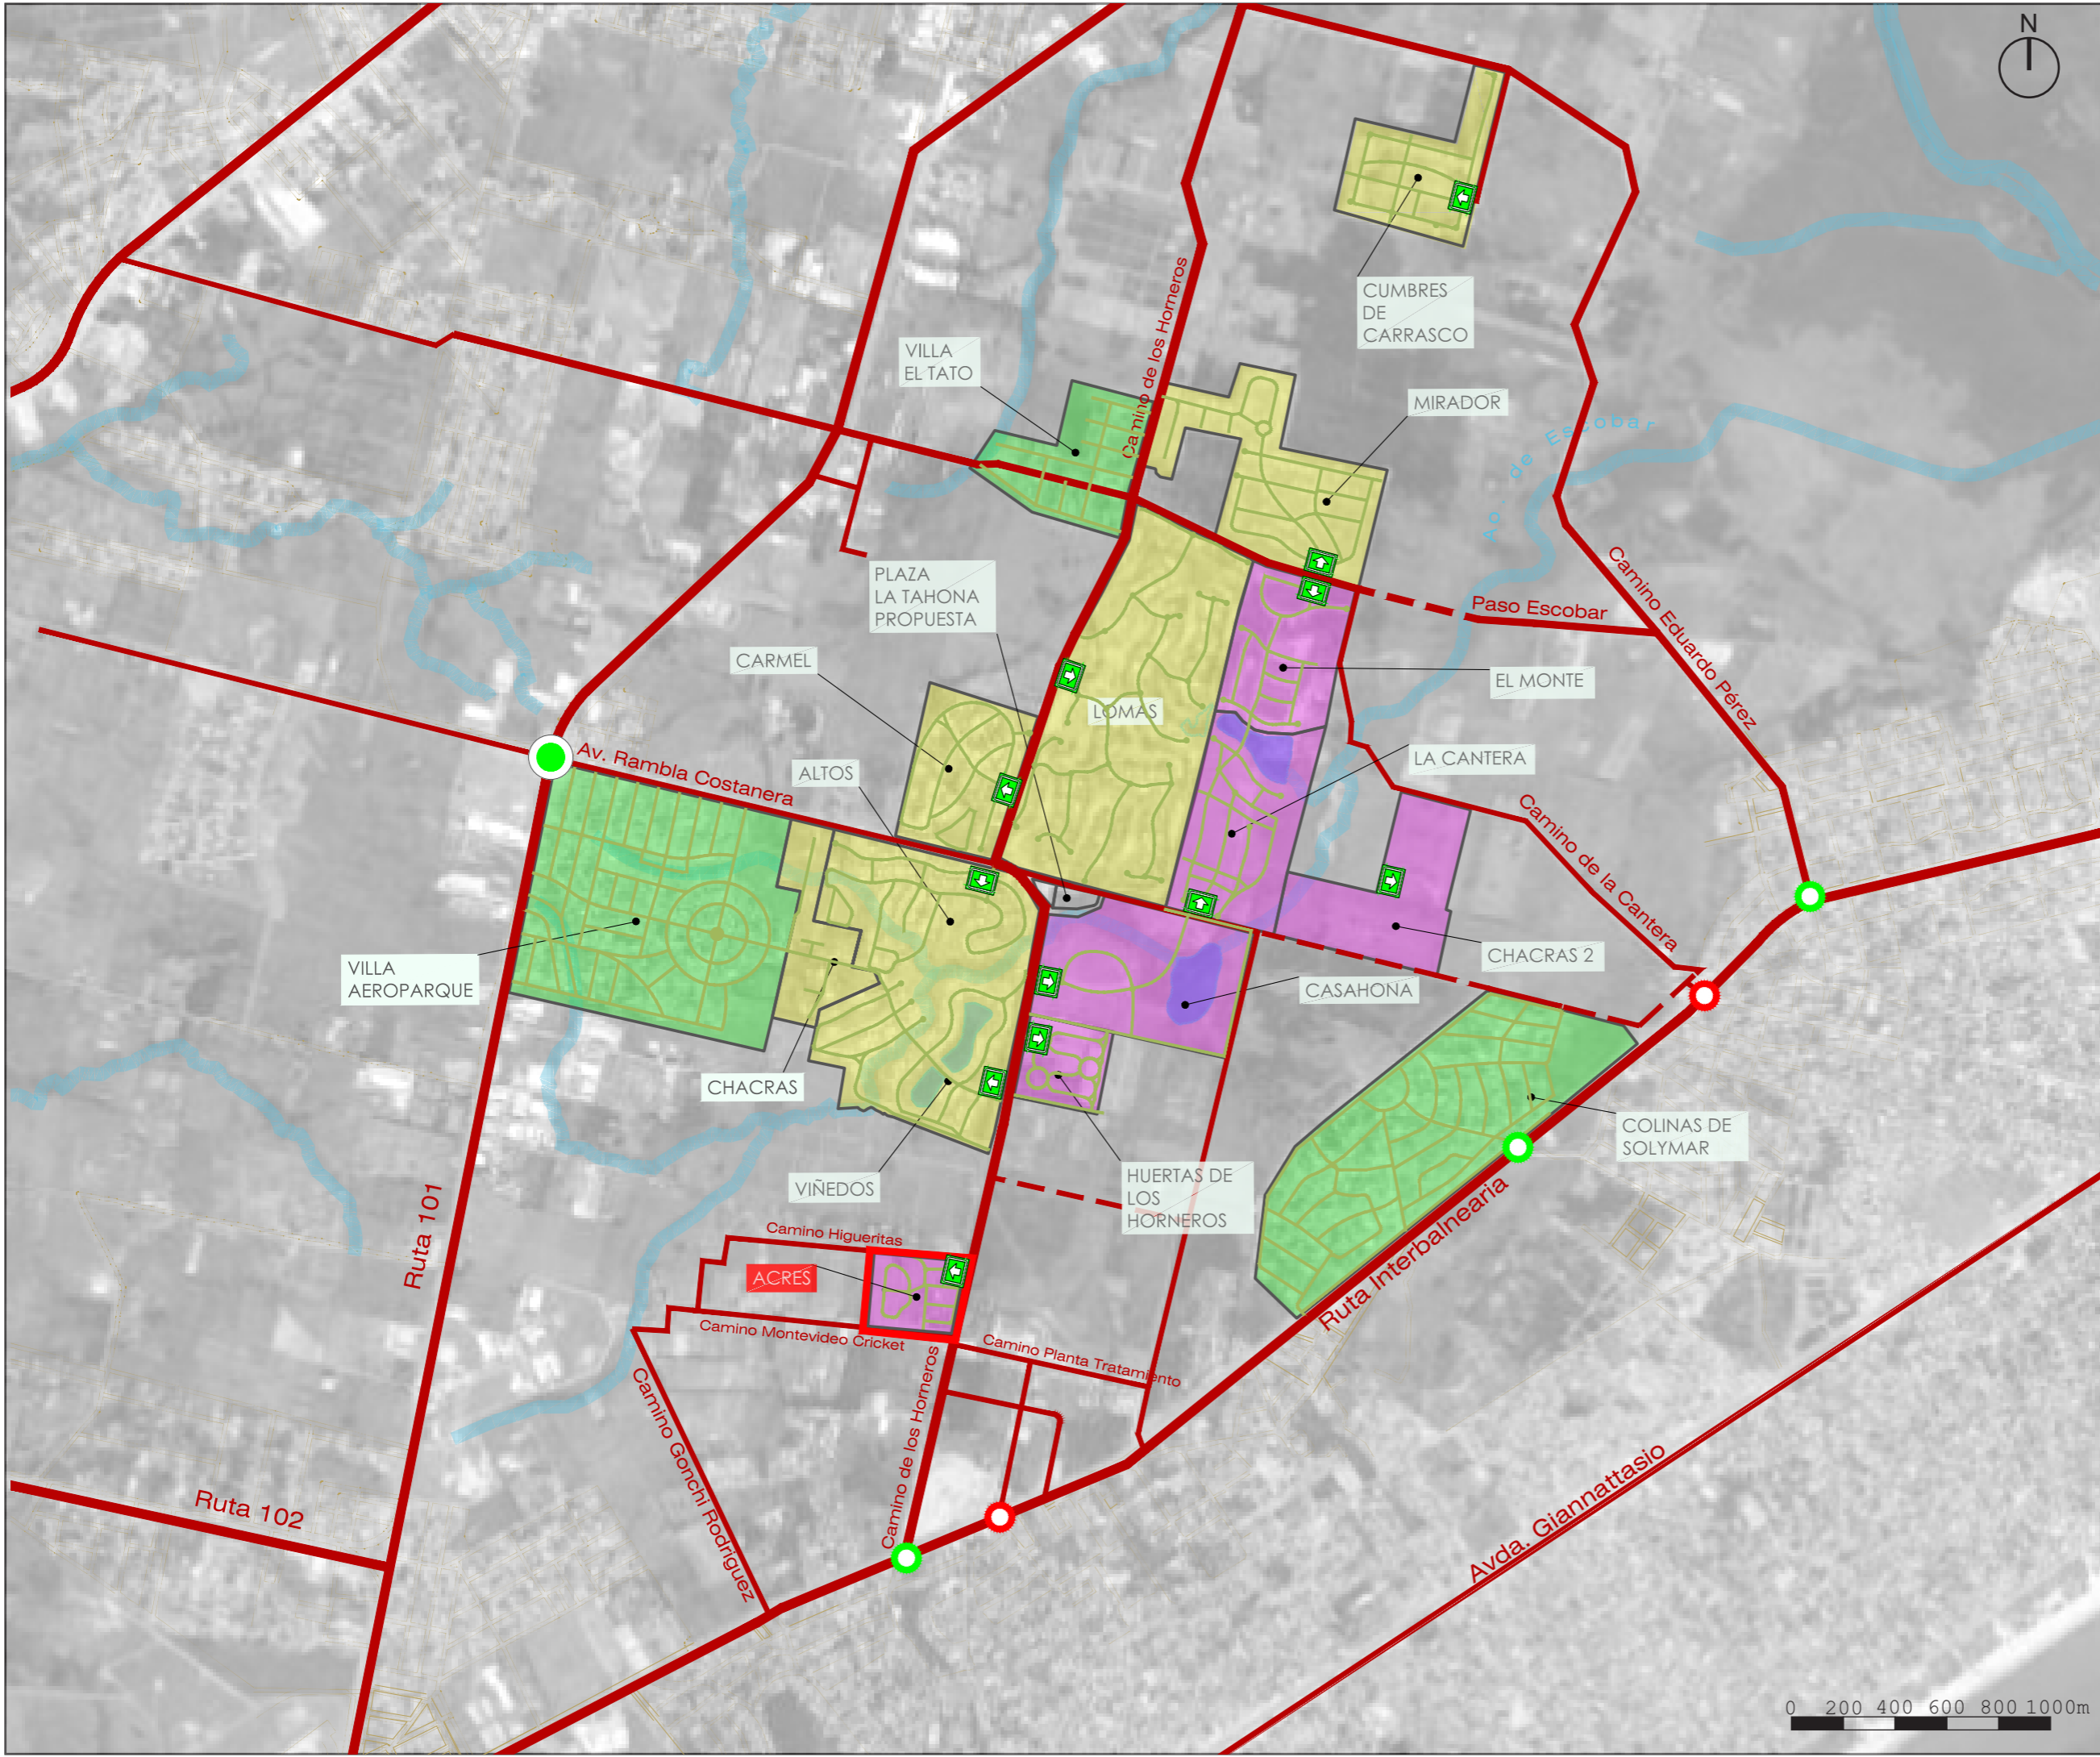 N
CUMBRES
DE
CARRASCO
Camino de los Horneros
VILLA
EL TATO
MIRADOR
Ao. de Escobar
PLAZA
LA TAHONA
PROPUESTA
Paso Escobar
Camino Eduardo Pérez
CARMEL
EL MONTE
LOMAS
Av. Rambla Costanera
ALTOS
LA CANTERA
Camino de la Cantera
VILLA
AEROPARQUE
CHACRAS 2
CASAHONA
CHACRAS
COLINAS DE
SOLYMAR
VIÑEDOS
HUERTAS DE
LOS
HORNEROS
Ruta 101
Camino Higueritas
ACRES
Ruta Interbalnearia
Camino Montevideo Cricket
Camino Planta Tratamiento
Camino Gonchi Rodriguez
Camino de los Horneros
Ruta 102
Avda. Giannattasio
0 200 400 600 800 1000m